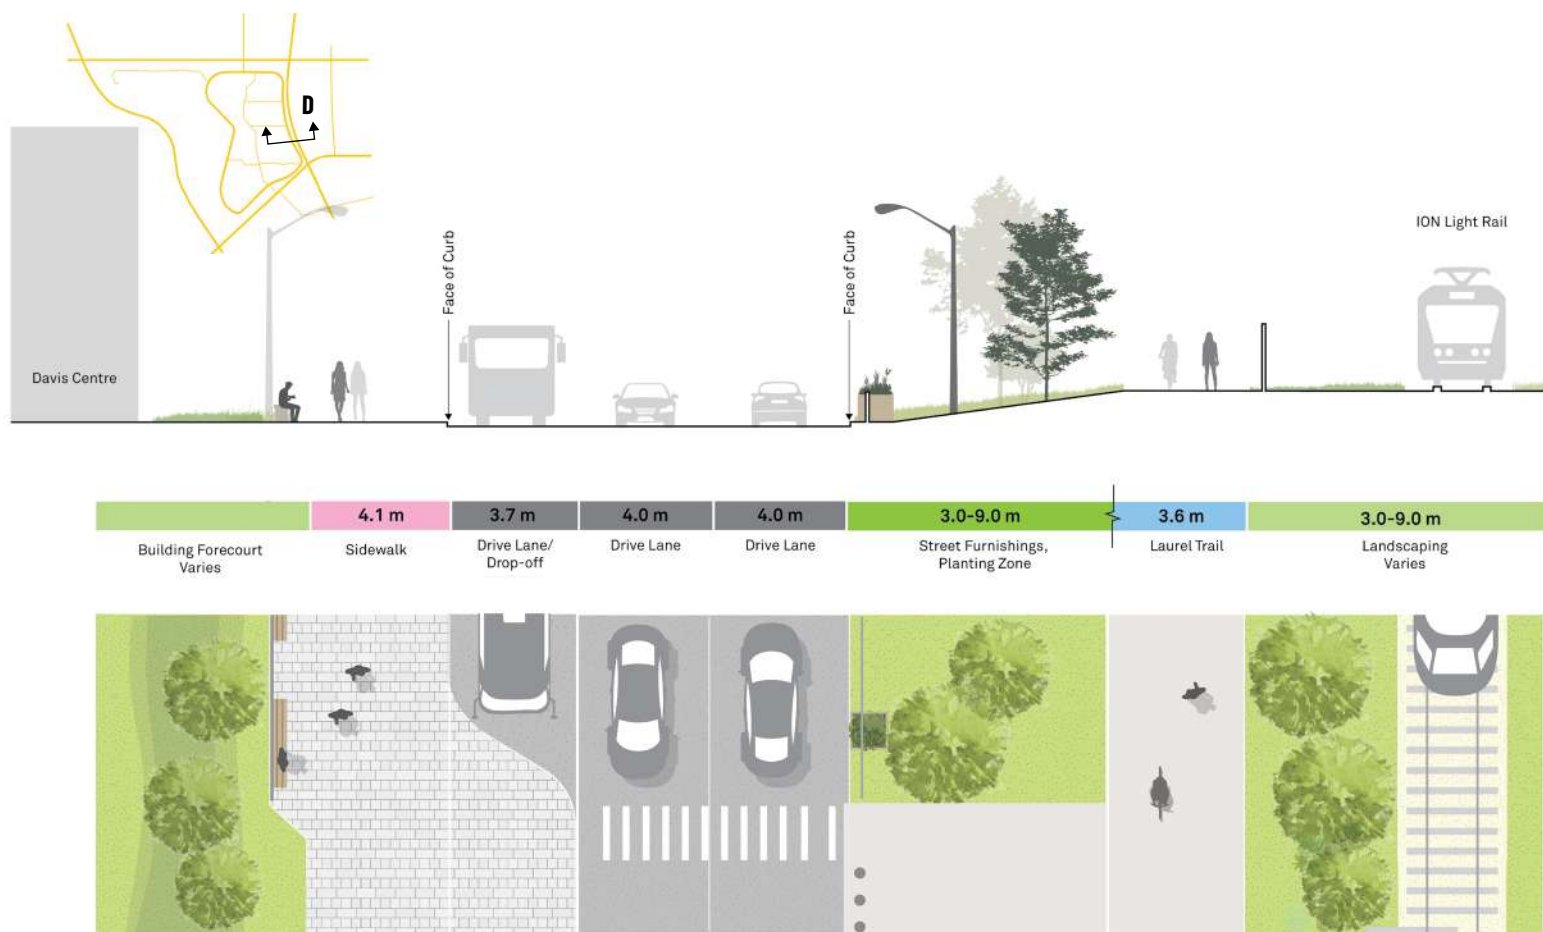 D
ION Light Rail
Face of Curb
Face of Curb
Davis Centre
4.1 m
3.7 m
4.0 m
4.0 m
3.0-9.0 m
3.6 m
3.0-9.0 m
Building Forecourt
Varies
Sidewalk
Drive Lane/
Drop-off
Drive Lane
Drive Lane
Street Furnishings,
Planting Zone
Laurel Trail
Landscaping
Varies